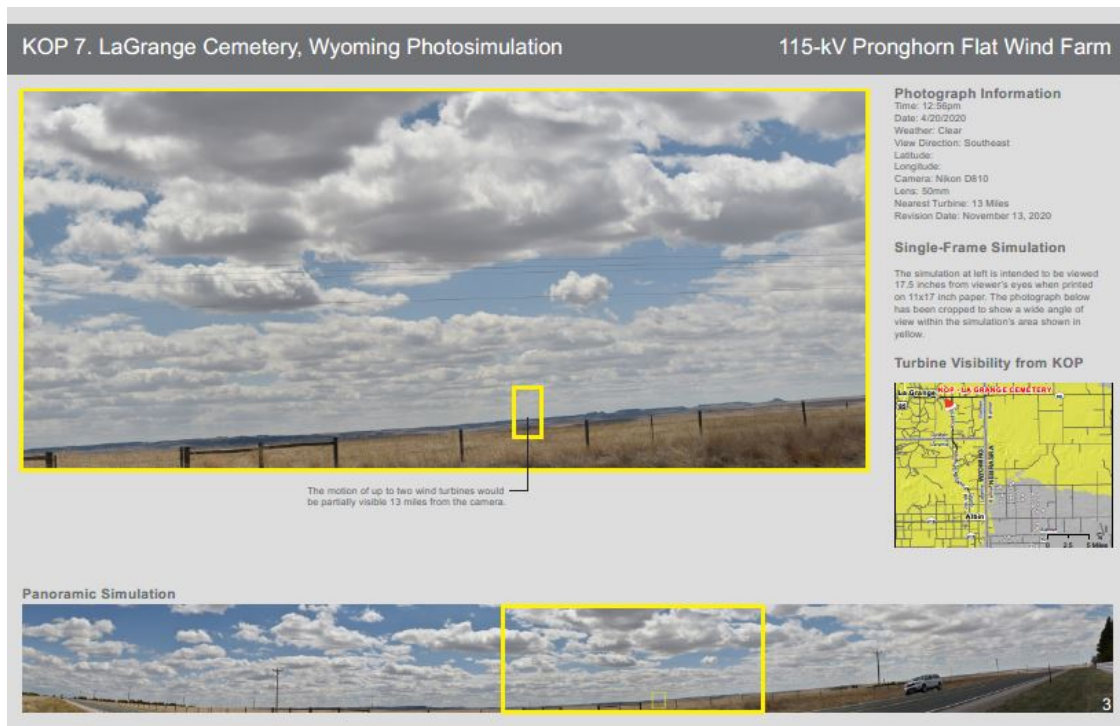 KOP 7. LaGrange Cemetery, Wyoming Photosimulation
115-kV Pronghorn Flat Wind Farm
Photograph Information
Time: 12:56pm
Date: 4/20/2020
Weather: Clear
View Direction: Southeast
Latitude:
Longitude:
Camera: Nikon D810
Lens: 50mm
Nearest Turbine: 13 Miles
Revision Date: November 13, 2020
Single-Frame Simulation
The simulation at left is intended to be viewed
17.5 inches from viewer's eyes when printed
on 11x17 inch paper. The photograph below
has been cropped to show a wide angle of
view within the simulation's area shown in
yellow.
Turbine Visibility from KOP
KOP - LA GRANGE CEMETERY
La Grange
WYOMING
NEBRASKA
Albin
0 2.5 5 Miles
The motion of up to two wind turbines would
be partially visible 13 miles from the camera.
Panoramic Simulation
3